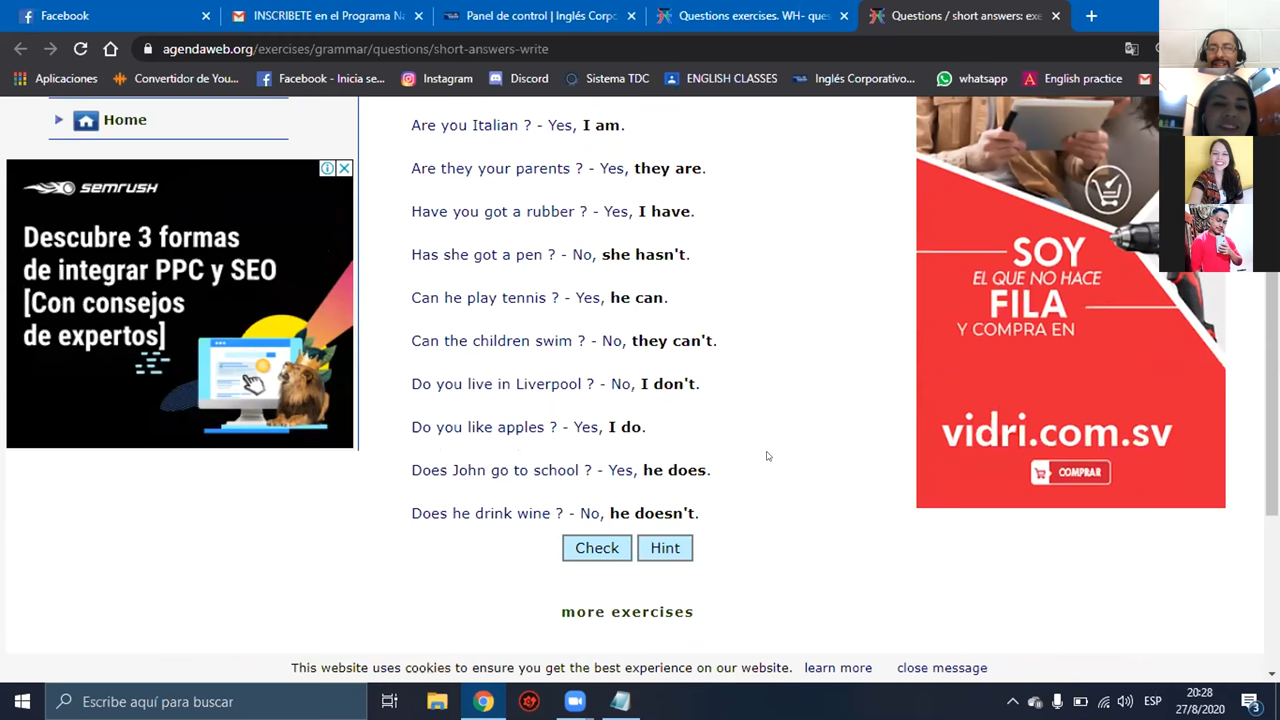 Facebook
INSCRIBETE en el Programa Na
Panel de control | Inglés Corpo
Questions exercises. WH- ques
Questions / short answers: exe
agendaweb.org/exercises/grammar/questions/short-answers-write
Aplicaciones
Convertidor de You...
Facebook - Inicia se...
Instagram
Discord
Sistema TDC
ENGLISH CLASSES
Inglés Corporativo...
whatsapp
English practice
Home
SEMRUSH
Descubre 3 formas
de integrar PPC y SEO
[Con consejos
de expertos]
Are you Italian ? - Yes, I am.
Are they your parents ? - Yes, they are.
Have you got a rubber ? - Yes, I have.
Has she got a pen ? - No, she hasn't.
Can he play tennis ? - Yes, he can.
Can the children swim ? - No, they can't.
Do you live in Liverpool ? - No, I don't.
Do you like apples ? - Yes, I do.
Does John go to school ? - Yes, he does.
Does he drink wine ? - No, he doesn't.
Check
Hint
more exercises
SOY
EL QUE NO HACE
FILA
Y COMPRA EN
vidri.com.sv
COMPRAR
This website uses cookies to ensure you get the best experience on our website. learn more close message
Escribe aquí para buscar
ESP
20:28
27/8/2020
3